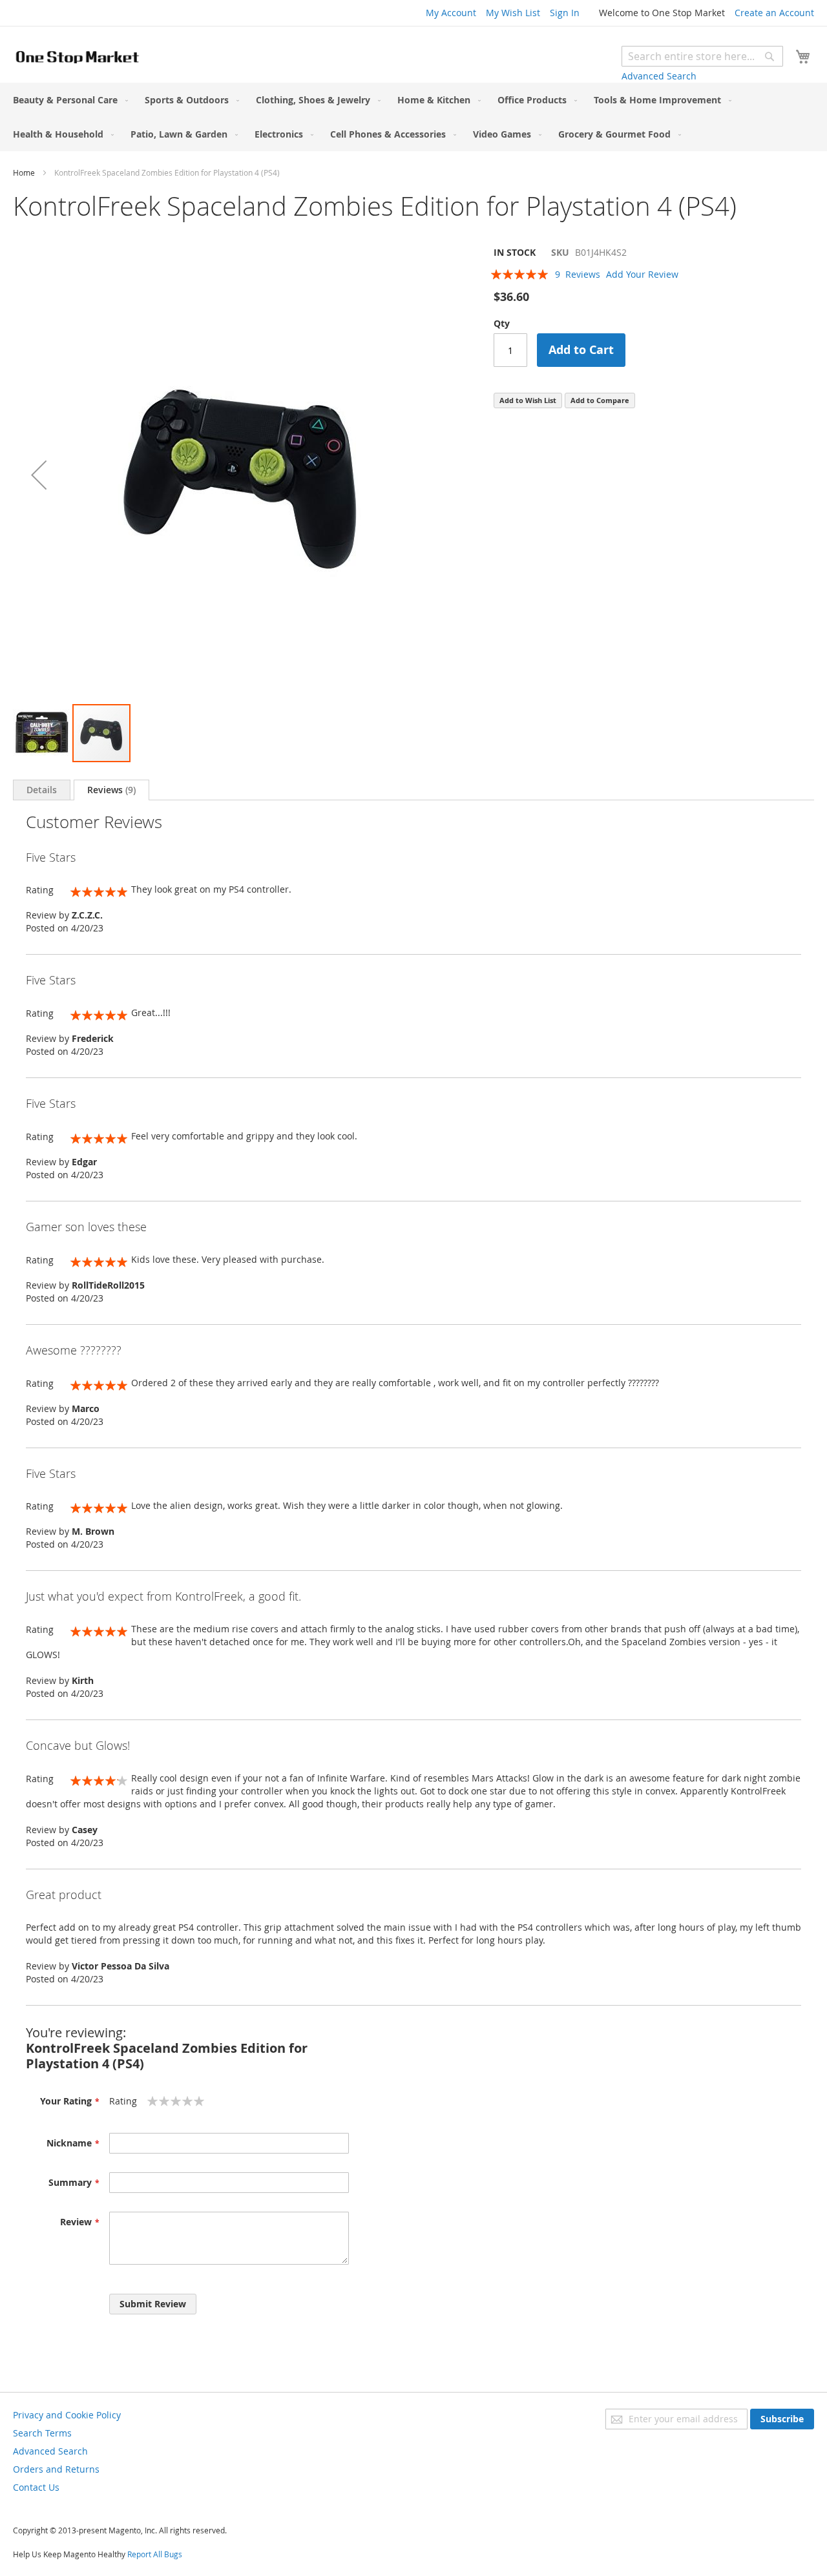 My Account My Wish List Sign In Welcome to One Stop Market Create an Account
One Stop Market
Search entire store here...
Advanced Search
Beauty & Personal Care Sports & Outdoors Clothing, Shoes & Jewelry Home & Kitchen Office Products Tools & Home Improvement
Health & Household Patio, Lawn & Garden Electronics Cell Phones & Accessories Video Games Grocery & Gourmet Food
Home KontrolFreek Spaceland Zombies Edition for Playstation 4 (PS4)
KontrolFreek Spaceland Zombies Edition for Playstation 4 (PS4)
IN STOCK SKU B01J4HK4S2
9 Reviews Add Your Review
$36.60
Qty
1 Add to Cart
Add to Wish List Add to Compare
Details Reviews (9)
Customer Reviews
Five Stars
Rating They look great on my PS4 controller.
Review by Z.C.Z.C.
Posted on 4/20/23
Five Stars
Rating Great...!!!
Review by Frederick
Posted on 4/20/23
Five Stars
Rating Feel very comfortable and grippy and they look cool.
Review by Edgar
Posted on 4/20/23
Gamer son loves these
Rating Kids love these. Very pleased with purchase.
Review by RollTideRoll2015
Posted on 4/20/23
Awesome ????????
Rating Ordered 2 of these they arrived early and they are really comfortable , work well, and fit on my controller perfectly ????????
Review by Marco
Posted on 4/20/23
Five Stars
Rating Love the alien design, works great. Wish they were a little darker in color though, when not glowing.
Review by M. Brown
Posted on 4/20/23
Just what you'd expect from KontrolFreek, a good fit.
Rating These are the medium rise covers and attach firmly to the analog sticks. I have used rubber covers from other brands that push off (always at a bad time),
but these haven't detached once for me. They work well and I'll be buying more for other controllers.Oh, and the Spaceland Zombies version - yes - it
GLOWS!
Review by Kirth
Posted on 4/20/23
Concave but Glows!
Rating Really cool design even if your not a fan of Infinite Warfare. Kind of resembles Mars Attacks! Glow in the dark is an awesome feature for dark night zombie
raids or just finding your controller when you knock the lights out. Got to dock one star due to not offering this style in convex. Apparently KontrolFreek
doesn't offer most designs with options and I prefer convex. All good though, their products really help any type of gamer.
Review by Casey
Posted on 4/20/23
Great product
Perfect add on to my already great PS4 controller. This grip attachment solved the main issue with I had with the PS4 controllers which was, after long hours of play, my left thumb
would get tiered from pressing it down too much, for running and what not, and this fixes it. Perfect for long hours play.
Review by Victor Pessoa Da Silva
Posted on 4/20/23
You're reviewing:
KontrolFreek Spaceland Zombies Edition for
Playstation 4 (PS4)
Your Rating * Rating
Nickname *
Summary *
Review *
Submit Review
Privacy and Cookie Policy
Search Terms
Advanced Search
Orders and Returns
Contact Us
Enter your email address Subscribe
Copyright © 2013-present Magento, Inc. All rights reserved.
Help Us Keep Magento Healthy Report All Bugs